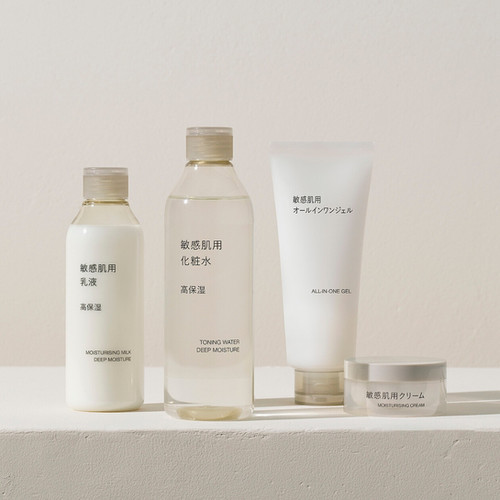 敏感肌用
乳液
高保湿
MOISTURISING MILK
DEEP MOISTURE
敏感肌用
化粧水
高保湿
TONING WATER
DEEP MOISTURE
敏感肌用
オールインワンジェル
ALL-IN-ONE GEL
敏感肌用クリーム
MOISTURISING CREAM